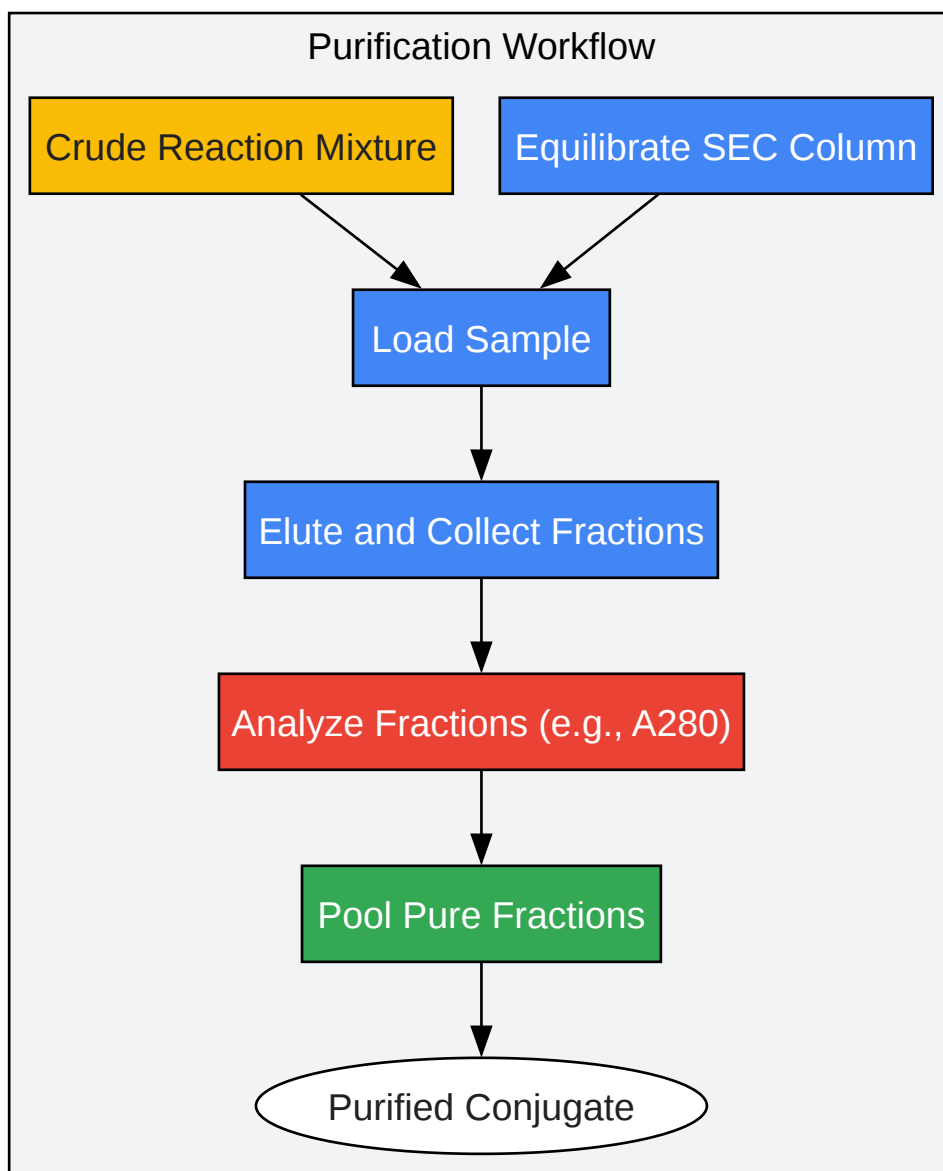 Purification Workflow
Crude Reaction Mixture
Equilibrate SEC Column
Load Sample
Elute and Collect Fractions
Analyze Fractions (e.g., A280)
Pool Pure Fractions
Purified Conjugate